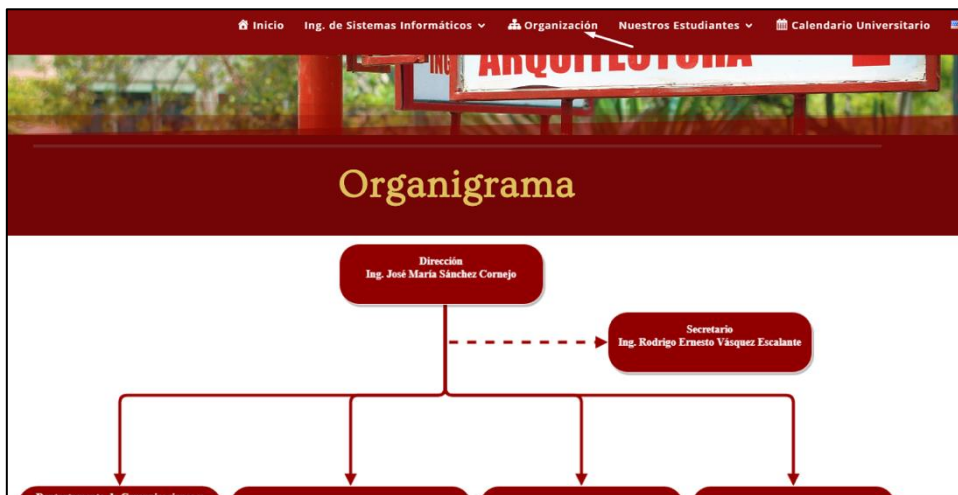 Inicio
Ing. de Sistemas Informáticos
Organización
Nuestros Estudiantes
Calendario Universitario
ING
ARQUITECTURA
Organigrama
Dirección
Ing. José María Sánchez Cornejo
Secretario
Ing. Rodrigo Ernesto Vásquez Escalante